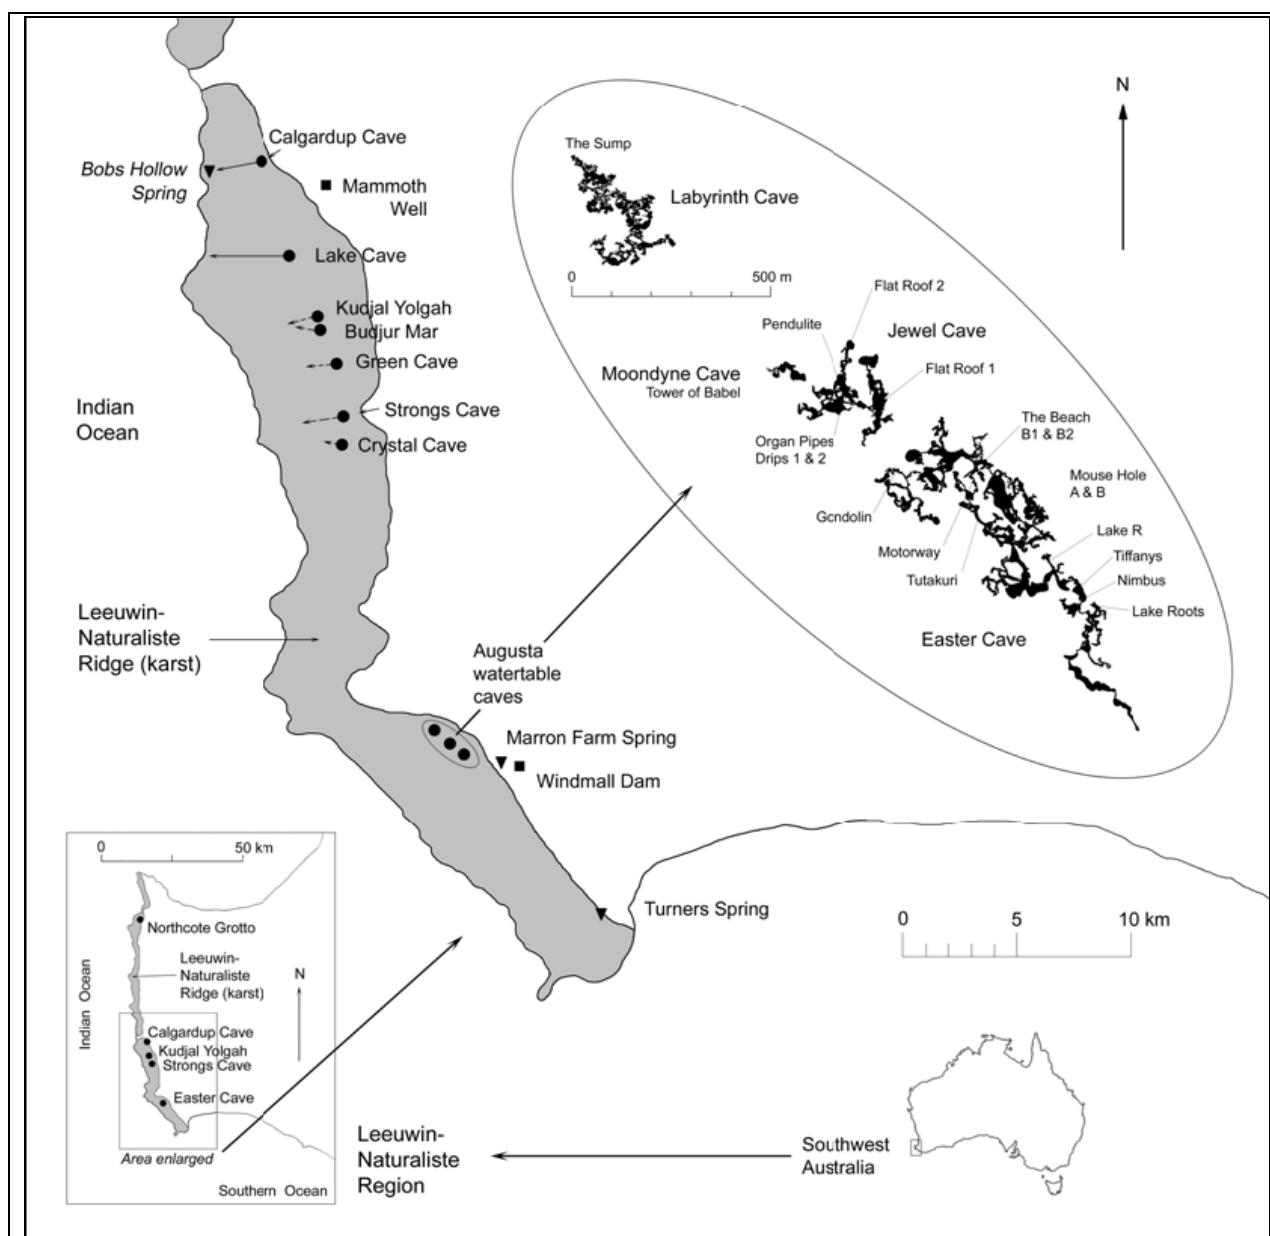 Calgardup Cave
Bobs Hollow
Spring
Mammoth
Well
Lake Cave
Kudjal Yolgah
Budjur Mar
Green Cave
Strongs Cave
Crystal Cave
Indian
Ocean
Leeuwin-
Naturaliste
Ridge (karst)
Augusta
watertable
caves
Marron Farm Spring
Windmall Dam
Turners Spring
N
The Sump
Labyrinth Cave
0 500 m
Flat Roof 2
Pendulite
Jewel Cave
Moondyne Cave
Tower of Babel
Flat Roof 1
Organ Pipes
Drips 1 & 2
The Beach
B1 & B2
Mouse Hole
A & B
Gcndolin
Motorway
Tutakuri
Lake R
Tiffanys
Nimbus
Lake Roots
Easter Cave
0 5 10 km
0 50 km
Northcote Grotto
Leeuwin-
Naturaliste
Ridge (karst)
N
Indian Ocean
Calgardup Cave
Kudjal Yolgah
Strongs Cave
Easter Cave
Area enlarged
Southern Ocean
Leeuwin-
Naturaliste
Region
Southwest
Australia